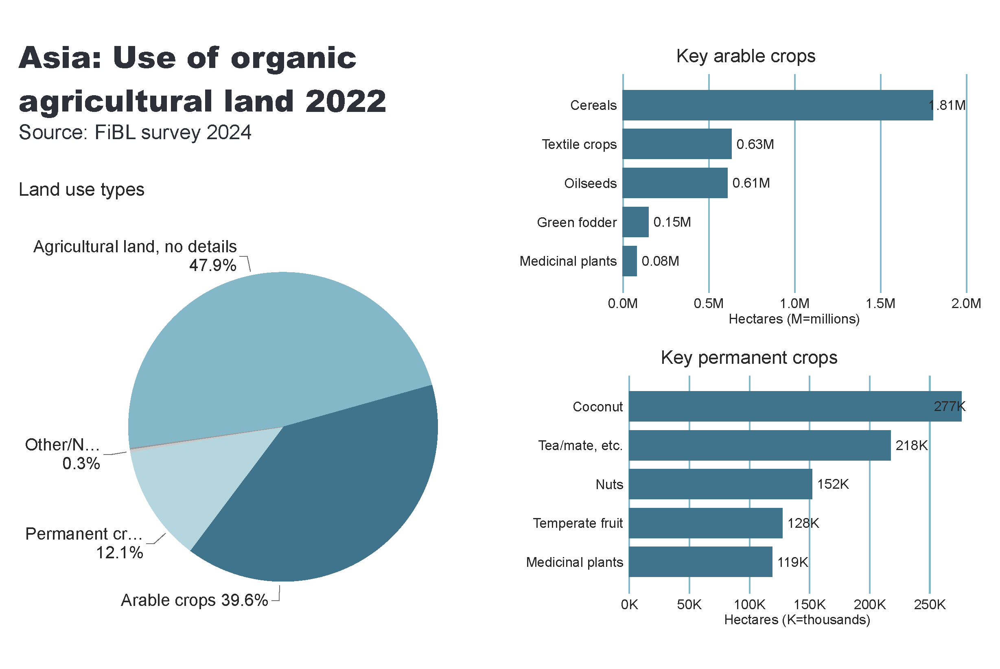 Asia: Use of organic
agricultural land 2022
Source: FiBL survey 2024
Land use types
Agricultural land, no details
47.9%
Other/N...
0.3%
Permanent cr...
12.1%
Arable crops 39.6%
Key arable crops
Cereals 1.81M
Textile crops 0.63M
Oilseeds 0.61M
Green fodder 0.15M
Medicinal plants 0.08M
0.0M 0.5M 1.0M 1.5M 2.0M
Hectares (M=millions)
Key permanent crops
Coconut 277K
Tea/mate, etc. 218K
Nuts 152K
Temperate fruit 128K
Medicinal plants 119K
0K 50K 100K 150K 200K 250K
Hectares (K=thousands)